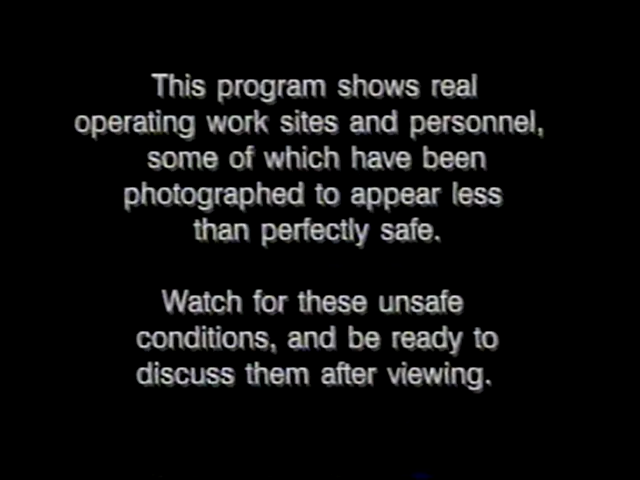 This program shows real
operating work sites and personnel,
some of which have been
photographed to appear less
than perfectly safe.
Watch for these unsafe
conditions, and be ready to
discuss them after viewing.